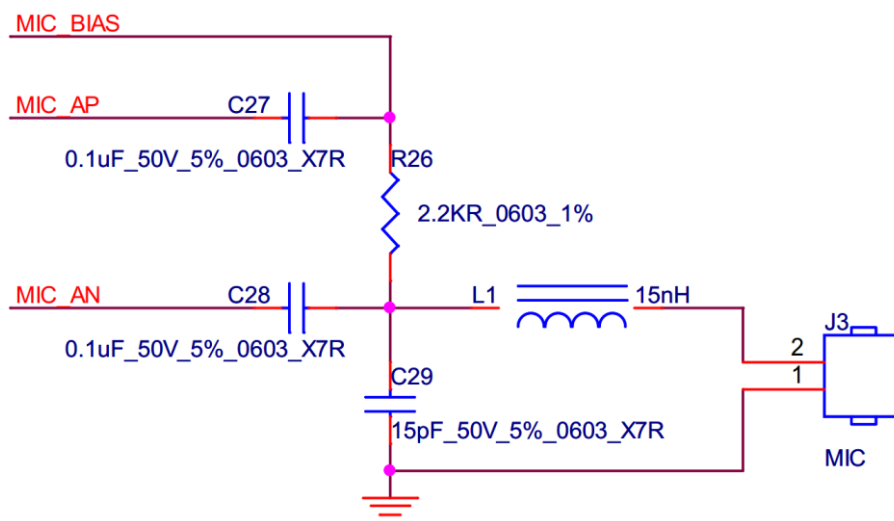 MIC_BIAS
MIC_AP
C27
0.1uF_50V_5%_0603_X7R
R26
2.2KR_0603_1%
MIC_AN
C28
L1
15nH
0.1uF_50V_5%_0603_X7R
J3
2
1
C29
15pF_50V_5%_0603_X7R
MIC